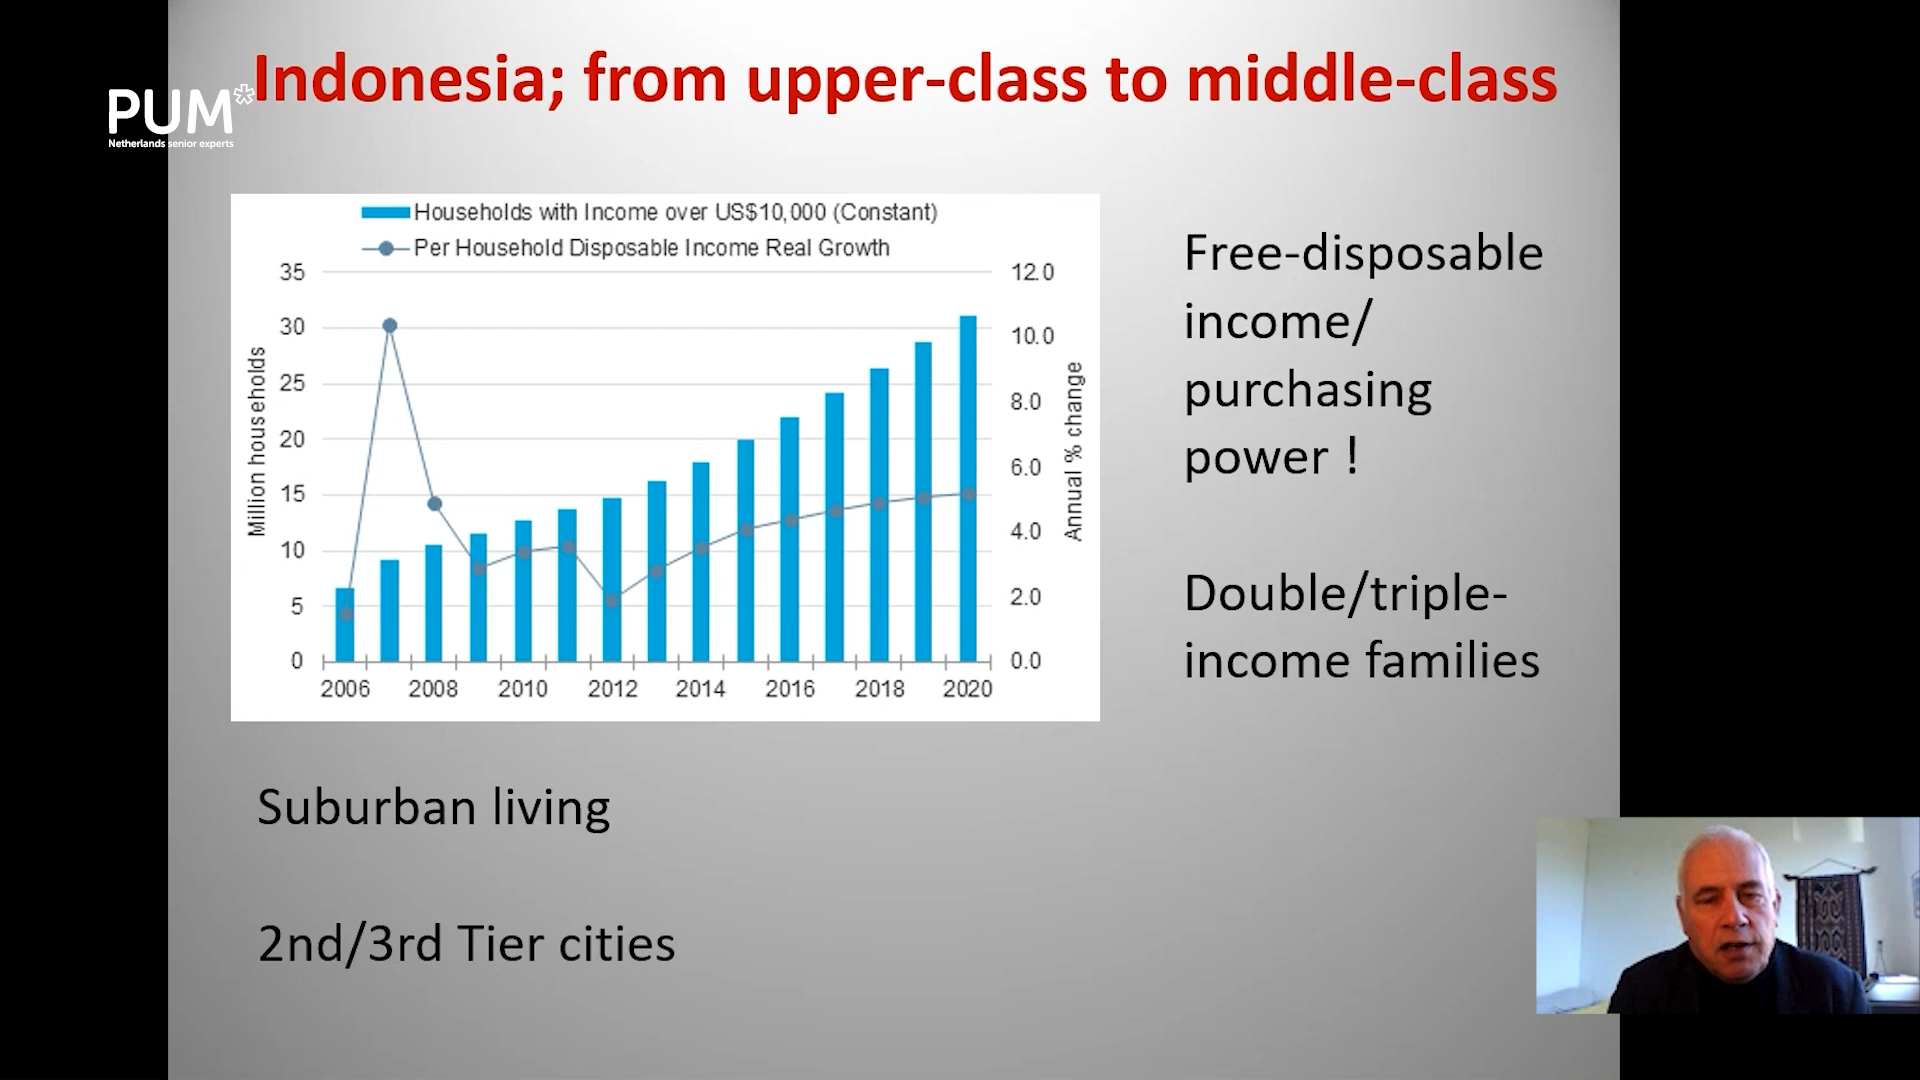 Indonesia; from upper-class to middle-class
PUM
Netherlands senior experts
Households with Income over US$10,000 (Constant)
Per Household Disposable Income Real Growth
35
30
25
20
15
10
5
0
Million households
12.0
10.0
8.0
6.0
4.0
2.0
0.0
Annual % change
2006 2008 2010 2012 2014 2016 2018 2020
Free-disposable
income/
purchasing
power !
Double/triple-
income families
Suburban living
2nd/3rd Tier cities